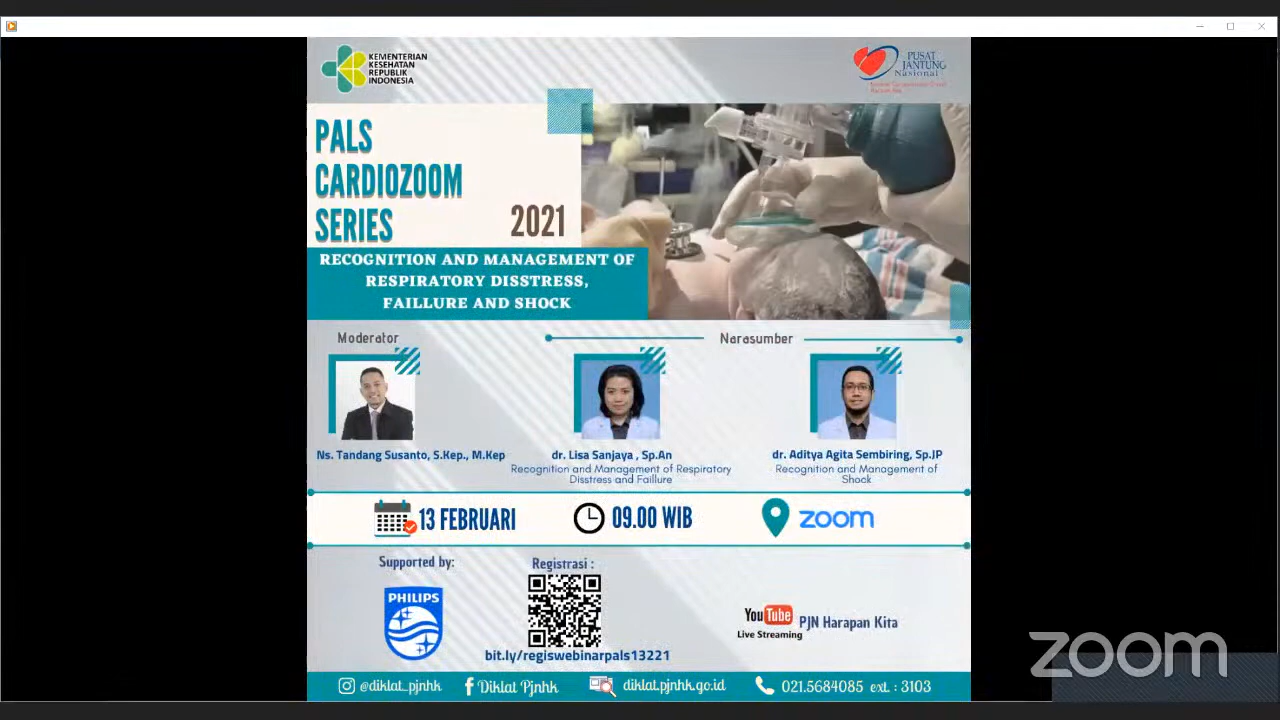 KEMENTERIAN
KESEHATAN
REPUBLIK
INDONESIA
PUSAT
JANTUNG
Nasional
PALS
CARDIOZOOM
SERIES
2021
RECOGNITION AND MANAGEMENT OF
RESPIRATORY DISSTRESS,
FAILLURE AND SHOCK
Moderator
Narasumber
Ns. Tandang Susanto, S.Kep., M.Kep
dr. Lisa Sanjaya , Sp.An
Recognition and Management of Respiratory
Disstress and Faillure
dr. Aditya Agita Sembiring, Sp.JP
Recognition and Management of
Shock
13 FEBRUARI
09.00 WIB
zoom
Supported by:
PHILIPS
Registrasi :
bit.ly/regiswebinarpals13221
YouTube
Live Streaming
PJN Harapan Kita
@diklat_pjnhk
Diklat Pjnhk
diklat.pjnhk.go.id
021.5684085 ext. : 3103
zoom